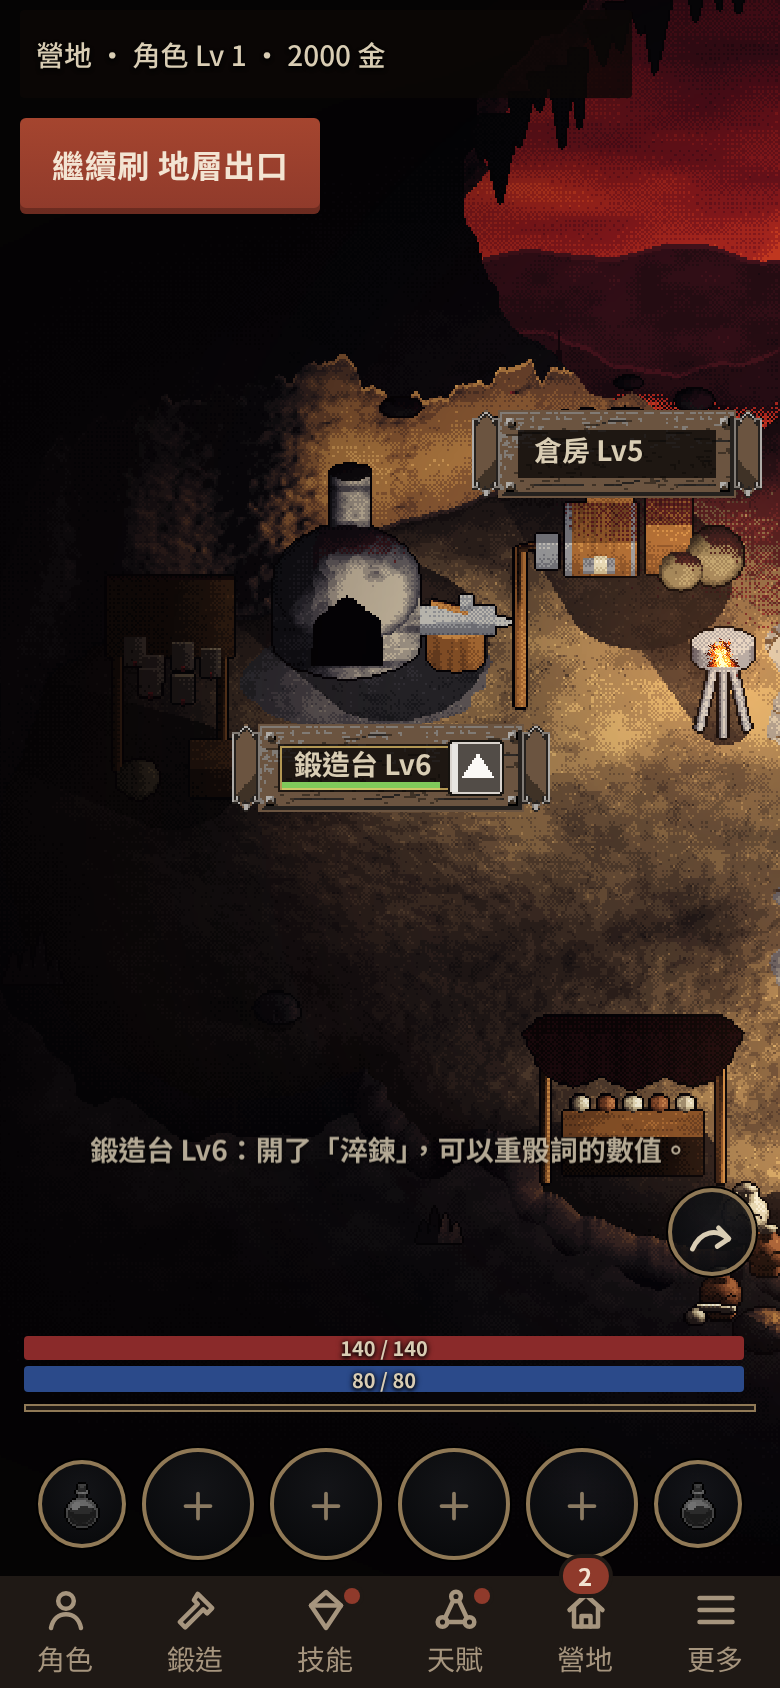 營地 · 角色 Lv 1 · 2000 金
繼續刷 地層出口
倉房 Lv5
鍛造台 Lv6
鍛造台 Lv6：開了「淬鍊」，可以重骰詞的數值。
140 / 140
80 / 80
2
角色
鍛造
技能
天賦
營地
更多